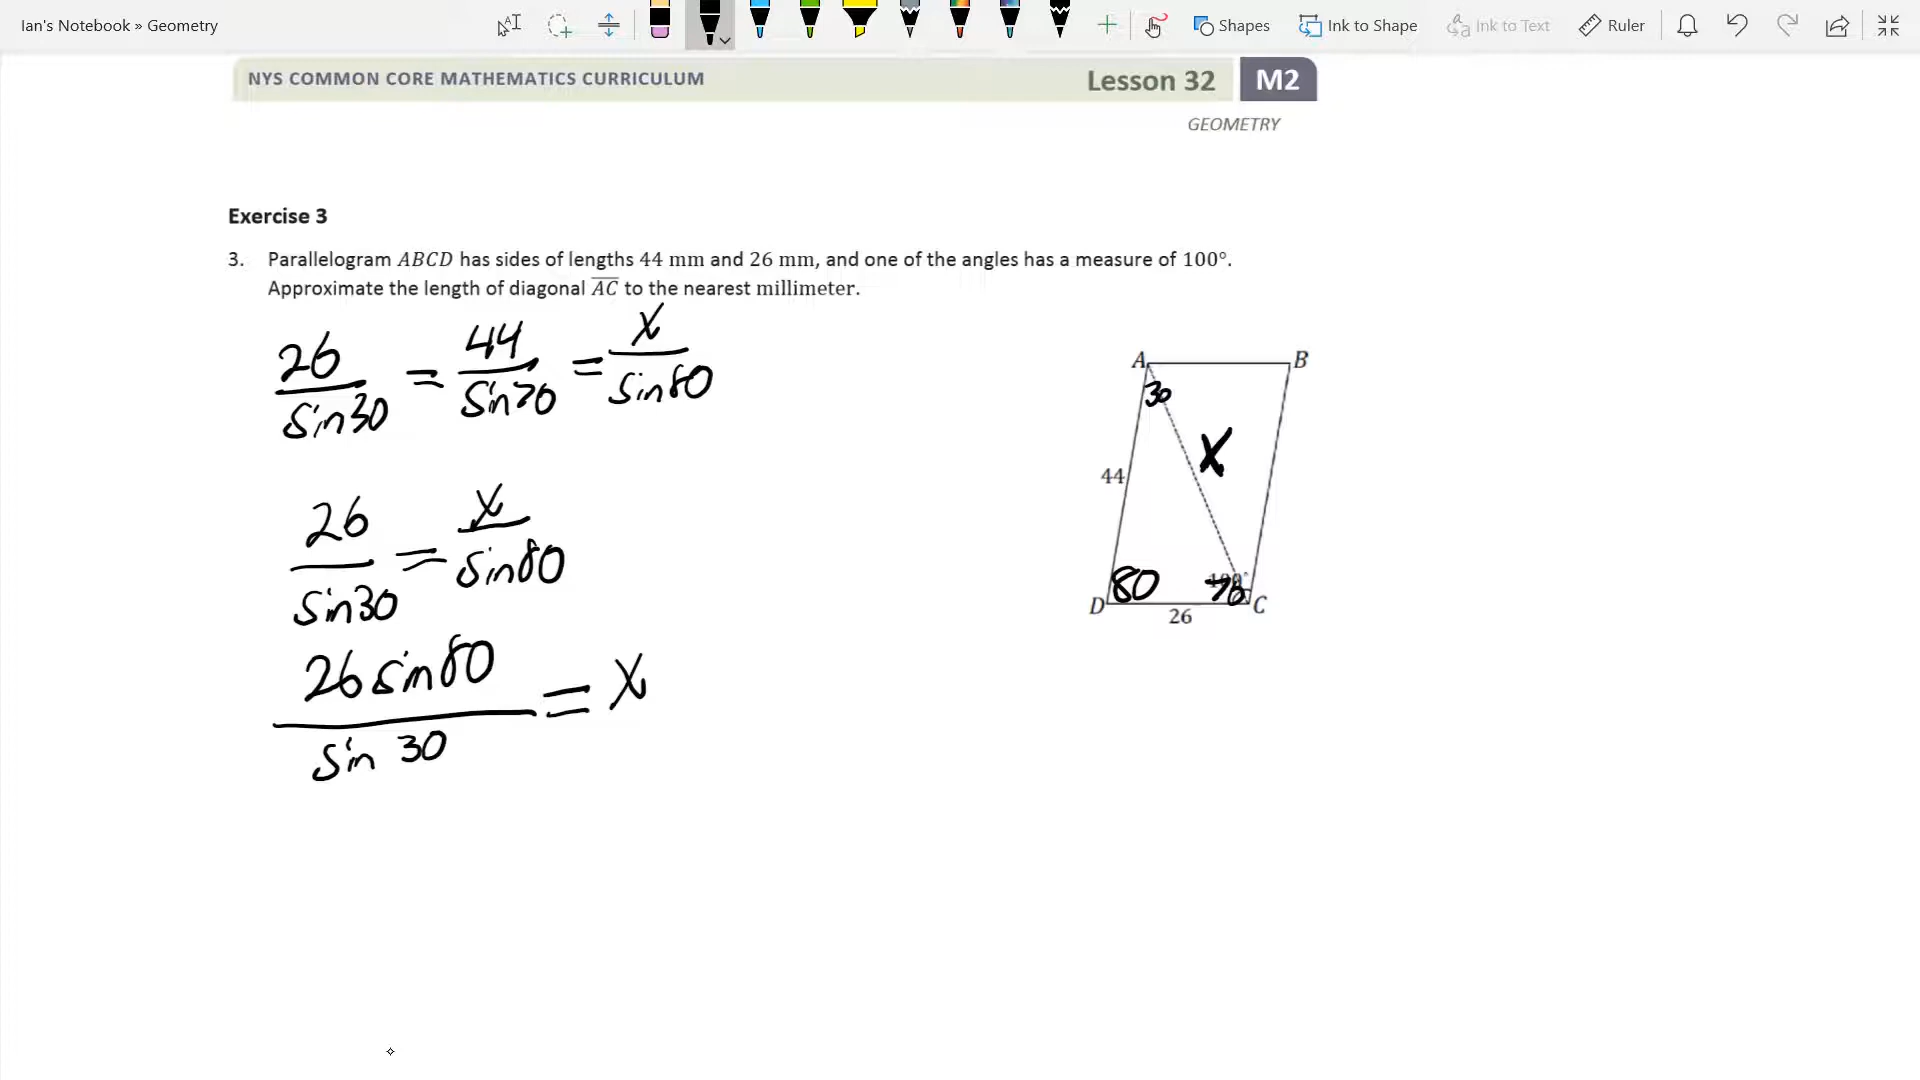 Ian's Notebook » Geometry
Shapes Ink to Shape Ink to Text Ruler
NYS COMMON CORE MATHEMATICS CURRICULUM Lesson 32 M2
GEOMETRY
Exercise 3
3. Parallelogram ABCD has sides of lengths 44 mm and 26 mm, and one of the angles has a measure of 100°.
Approximate the length of diagonal A͞C͞ to the nearest millimeter.
26/sin30 = 44/sin70 = x/sin80
26/sin30 = x/sin80
26sin80/sin 30 = x
A B
30
X
44
80 70
D C
26